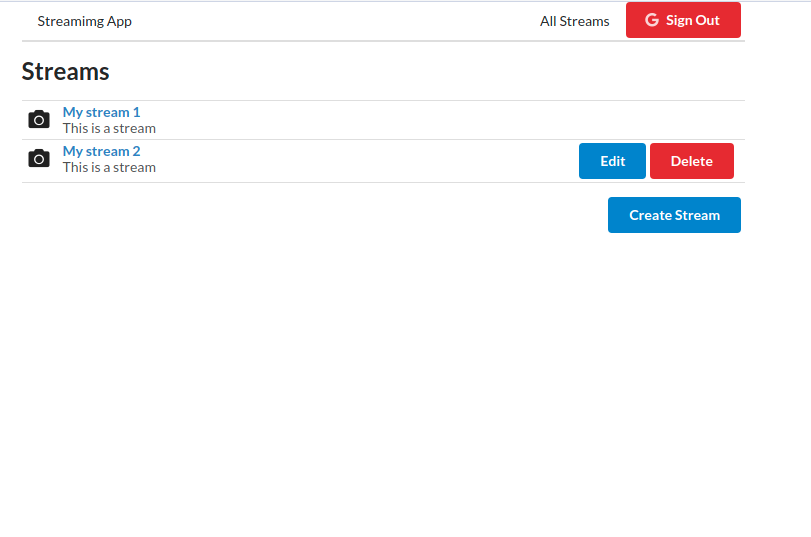 Streamimg App
All Streams
G Sign Out
Streams
My stream 1
This is a stream
My stream 2
This is a stream
Edit
Delete
Create Stream